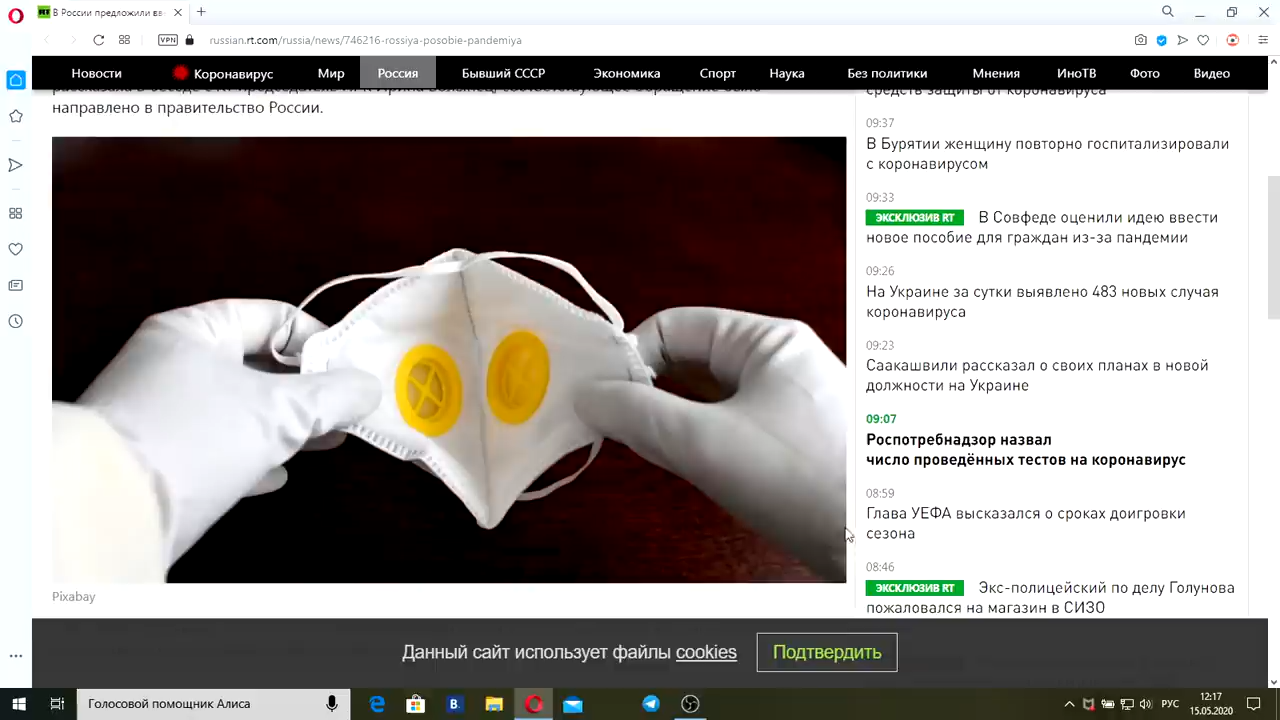 В России предложили вв
VPN
russian.rt.com/russia/news/746216-rossiya-posobie-pandemiya
Новости Коронавирус Мир Россия Бывший СССР Экономика Спорт Наука Без политики Мнения ИноТВ Фото Видео
направлено в правительство России.
Pixabay
средств защиты от коронавируса
09:37
В Бурятии женщину повторно госпитализировали
с коронавирусом
09:33
ЭКСКЛЮЗИВ RT В Совфеде оценили идею ввести
новое пособие для граждан из-за пандемии
09:26
На Украине за сутки выявлено 483 новых случая
коронавируса
09:23
Саакашвили рассказал о своих планах в новой
должности на Украине
09:07
Роспотребнадзор назвал
число проведённых тестов на коронавирус
08:59
Глава УЕФА высказался о сроках доигровки
сезона
08:46
ЭКСКЛЮЗИВ RT Экс-полицейский по делу Голунова
пожаловался на магазин в СИЗО
Данный сайт использует файлы cookies Подтвердить
Голосовой помощник Алиса
РУС
12:17
15.05.2020